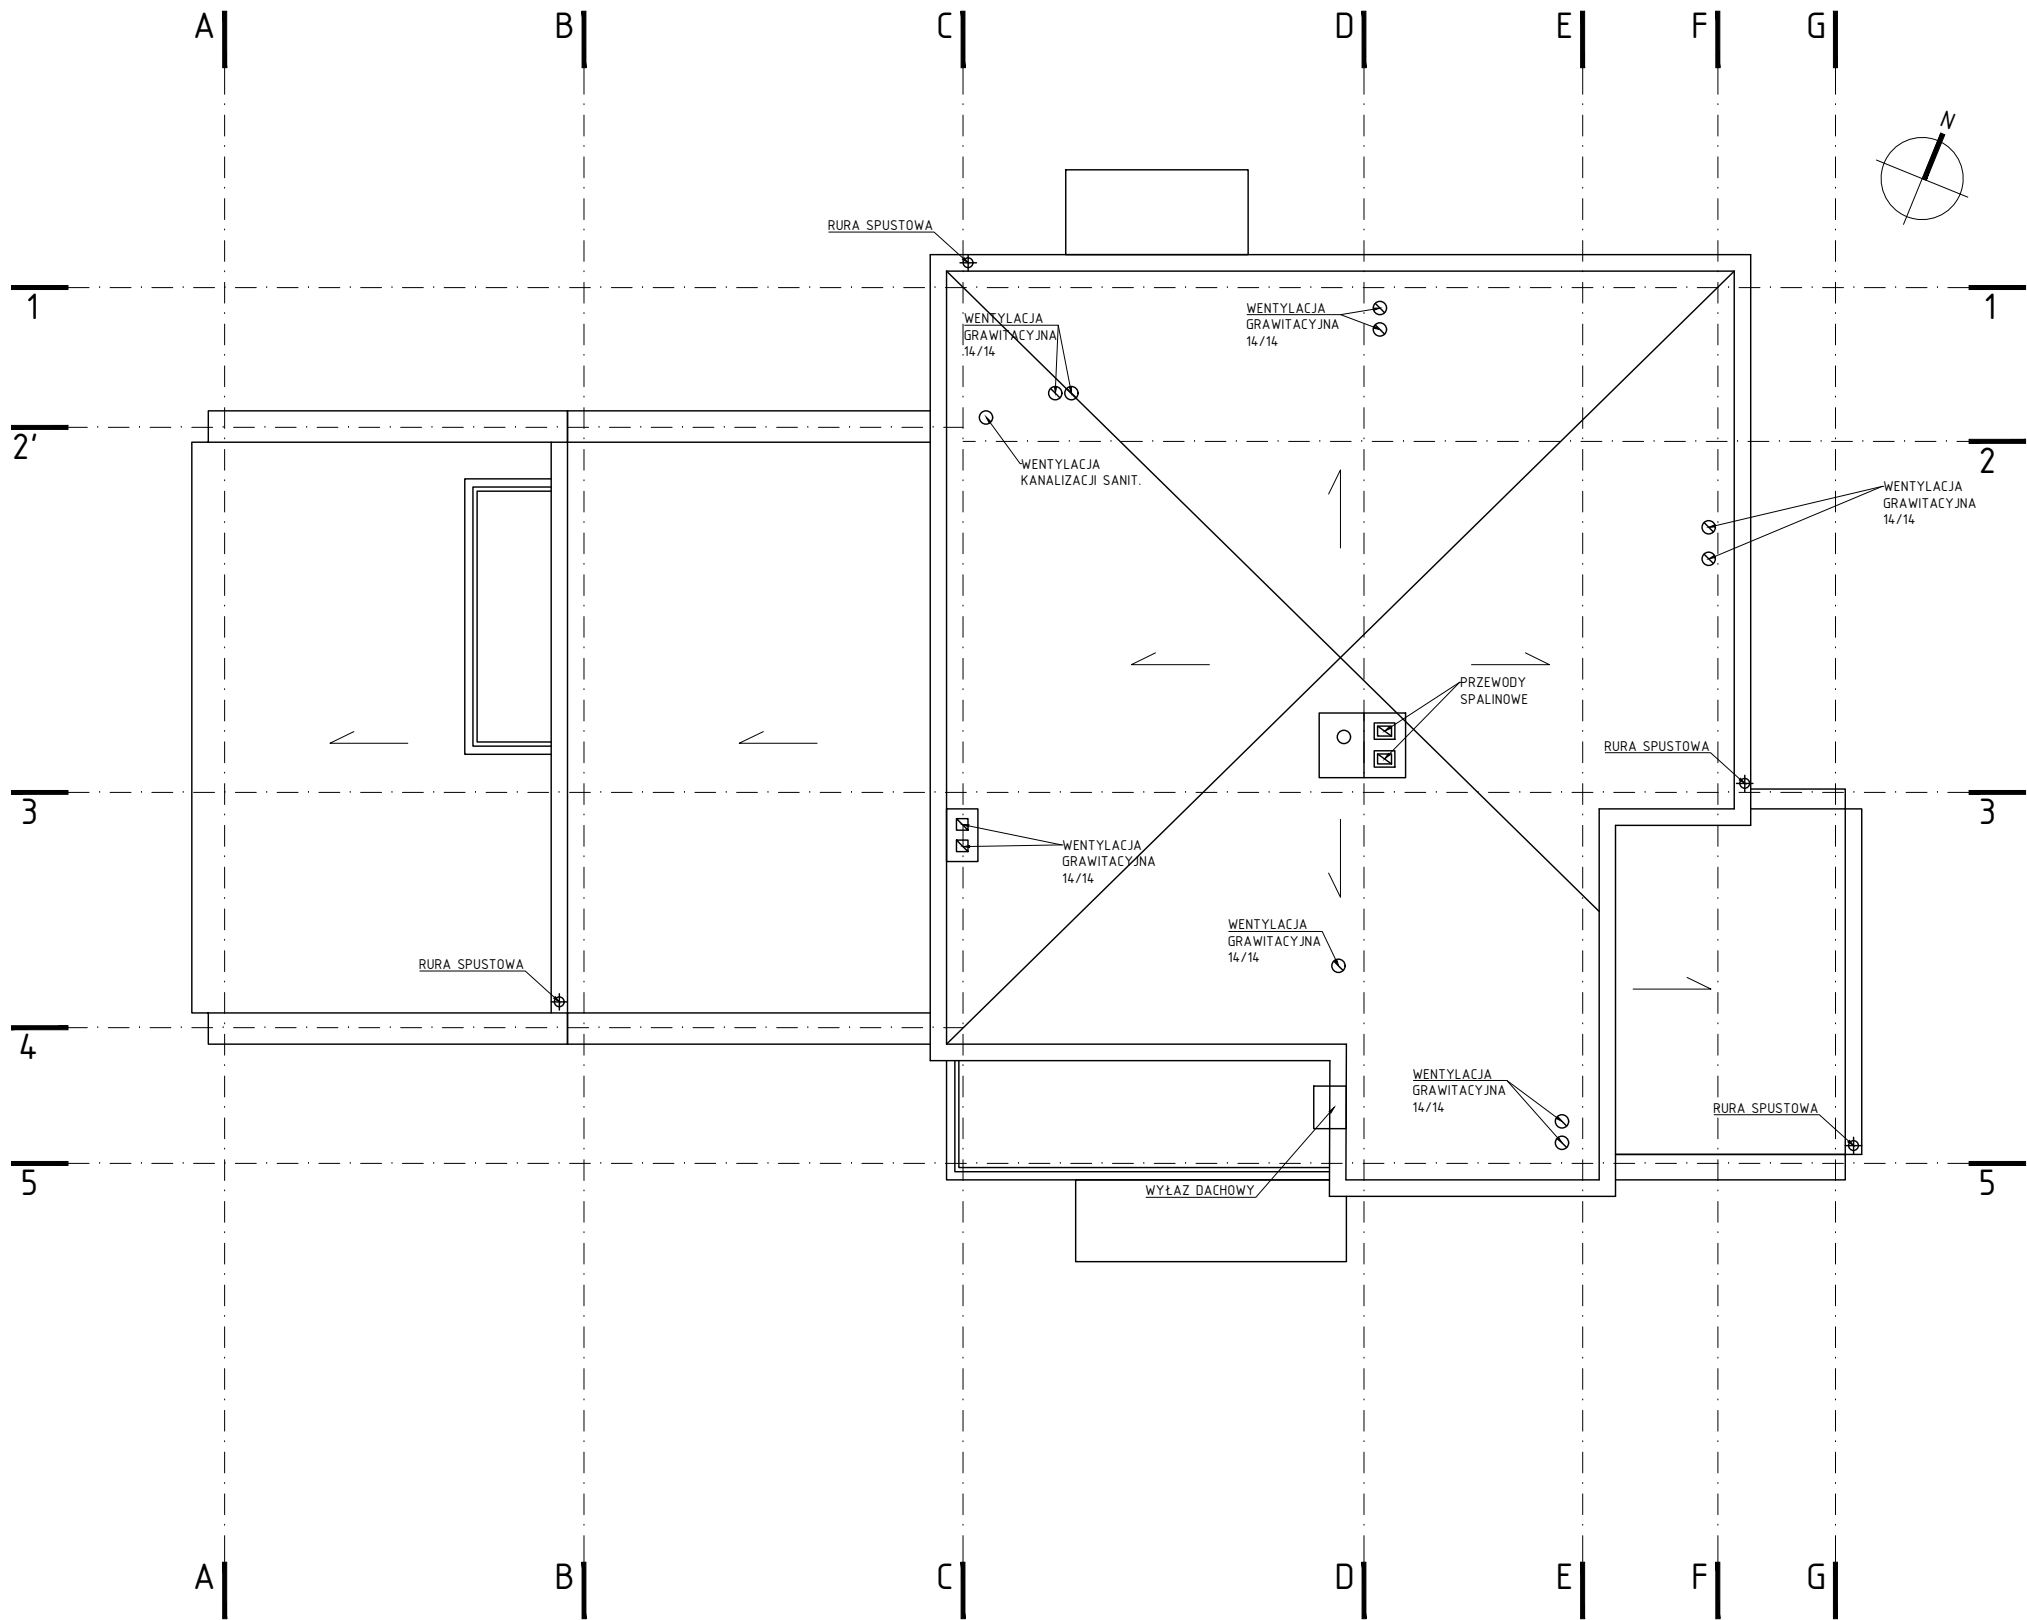 A
B
C
D
E
F
G
N
RURA SPUSTOWA
1
WENTYLACJA
GRAWITACYJNA
14/14
WENTYLACJA
GRAWITACYJNA
14/14
1
2'
WENTYLACJA
KANALIZACJI SANIT.
2
WENTYLACJA
GRAWITACYJNA
14/14
PRZEWODY
SPALINOWE
RURA SPUSTOWA
3
3
WENTYLACJA
GRAWITACYJNA
14/14
WENTYLACJA
GRAWITACYJNA
14/14
RURA SPUSTOWA
4
WENTYLACJA
GRAWITACYJNA
14/14
RURA SPUSTOWA
5
WYŁAZ DACHOWY
5
A
B
C
D
E
F
G